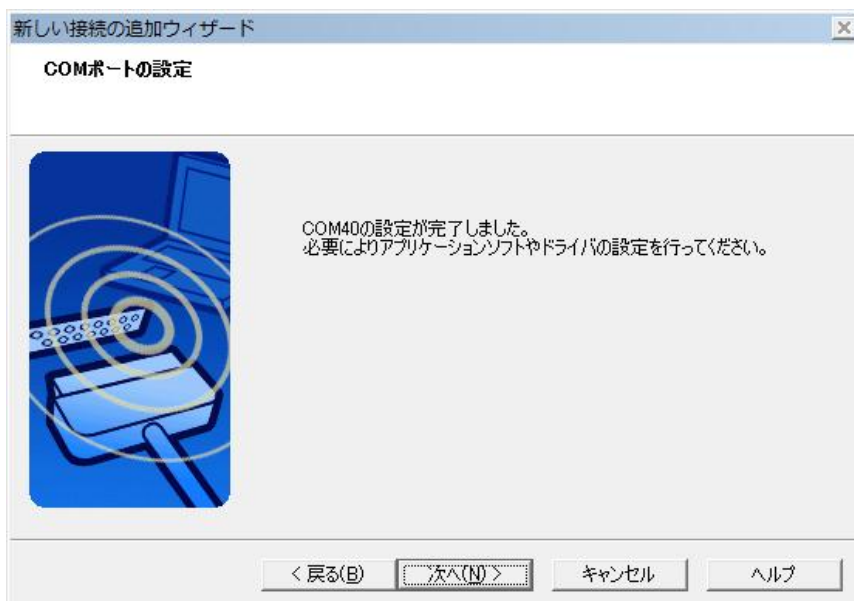 新しい接続の追加ウィザード
COMポートの設定
COM40の設定が完了しました。
必要によりアプリケーションソフトやドライバの設定を行ってください。
< 戻る(B)
次へ(N) >
キャンセル
ヘルプ